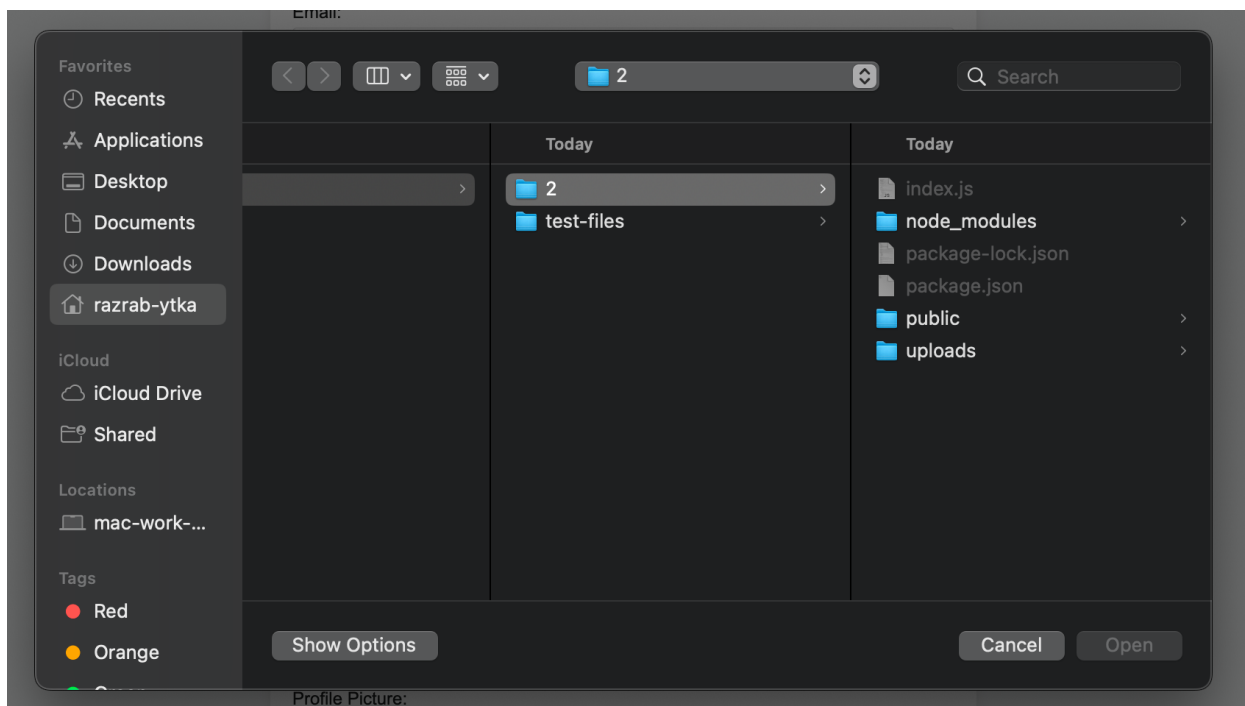 Email:
Favorites
Recents
Applications
Desktop
Documents
Downloads
razrab-ytka
iCloud
iCloud Drive
Shared
Locations
mac-work-...
Tags
Red
Orange
2
Search
Today
2
test-files
Today
index.js
node_modules
package-lock.json
package.json
public
uploads
Show Options
Cancel
Open
Profile Picture: